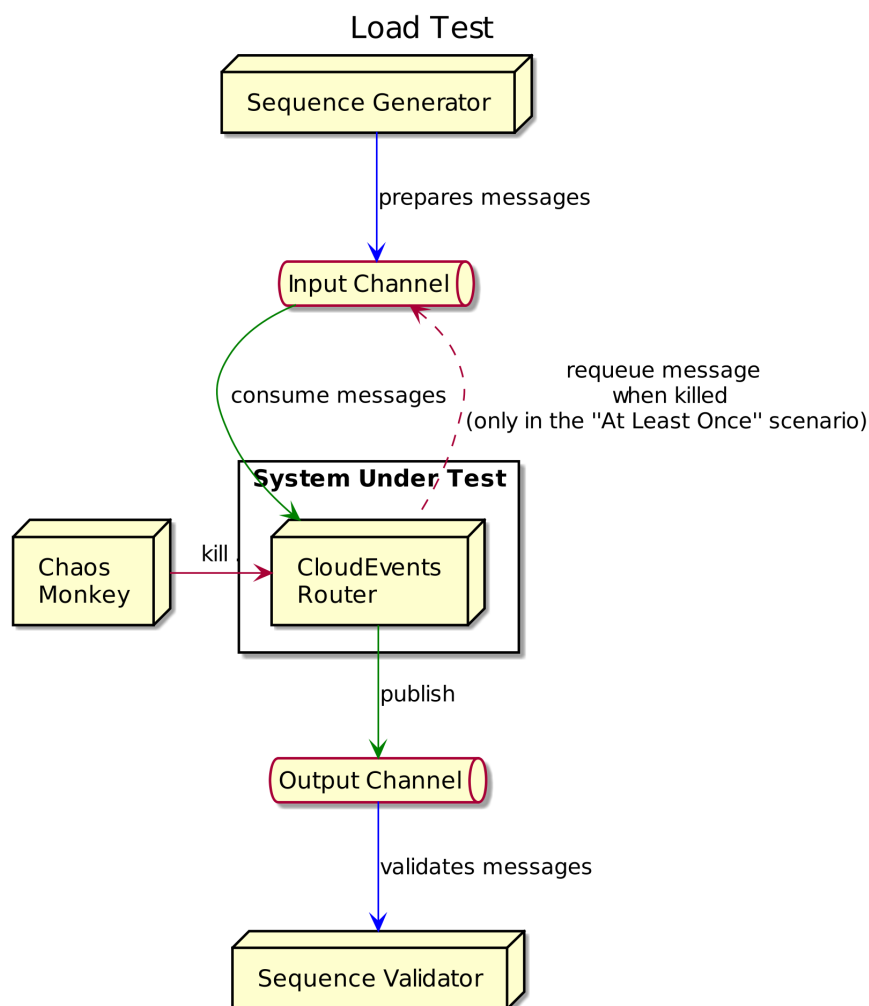 Load Test
Sequence Generator
prepares messages
Input Channel
requeue message
when killed
(only in the "At Least Once" scenario)
consume messages
System Under Test
Chaos
Monkey
kill .
CloudEvents
Router
publish
Output Channel
validates messages
Sequence Validator